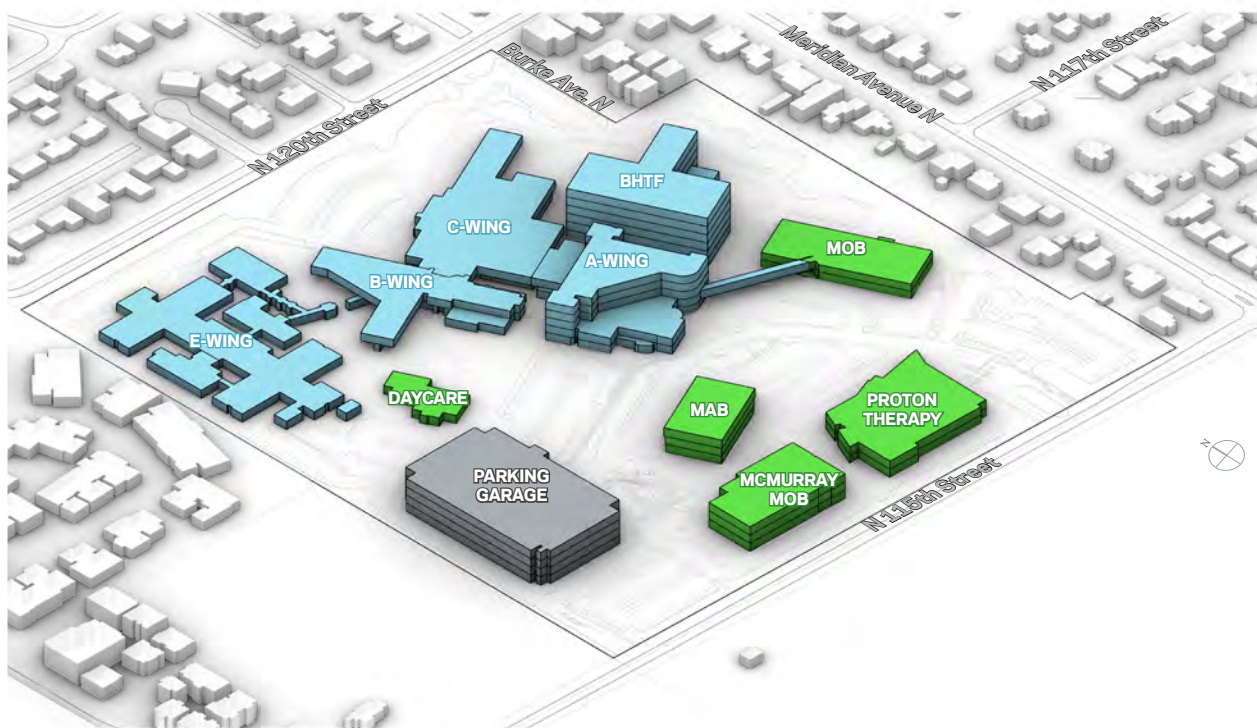 Burke Ave. N
Meridian Avenue N
N 117th Street
N 120th Street
BHTF
C-WING
MOB
A-WING
B-WING
E-WING
DAYCARE
MAB
PROTON
THERAPY
PARKING
GARAGE
MCMURRAY
MOB
N
N 115th Street